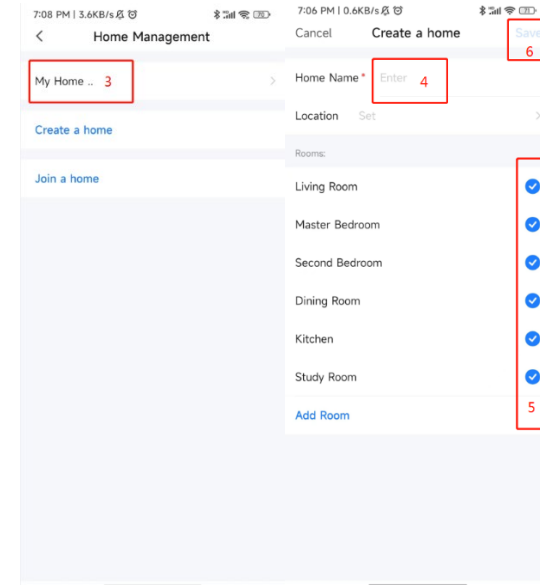 7:08 PM | 3.6KB/s
Home Management
My Home .. 3
Create a home
Join a home
7:06 PM | 0.6KB/s
Cancel Create a home Save
6
Home Name* Enter 4
Location Set
Rooms:
Living Room
Master Bedroom
Second Bedroom
Dining Room
Kitchen
Study Room
5
Add Room